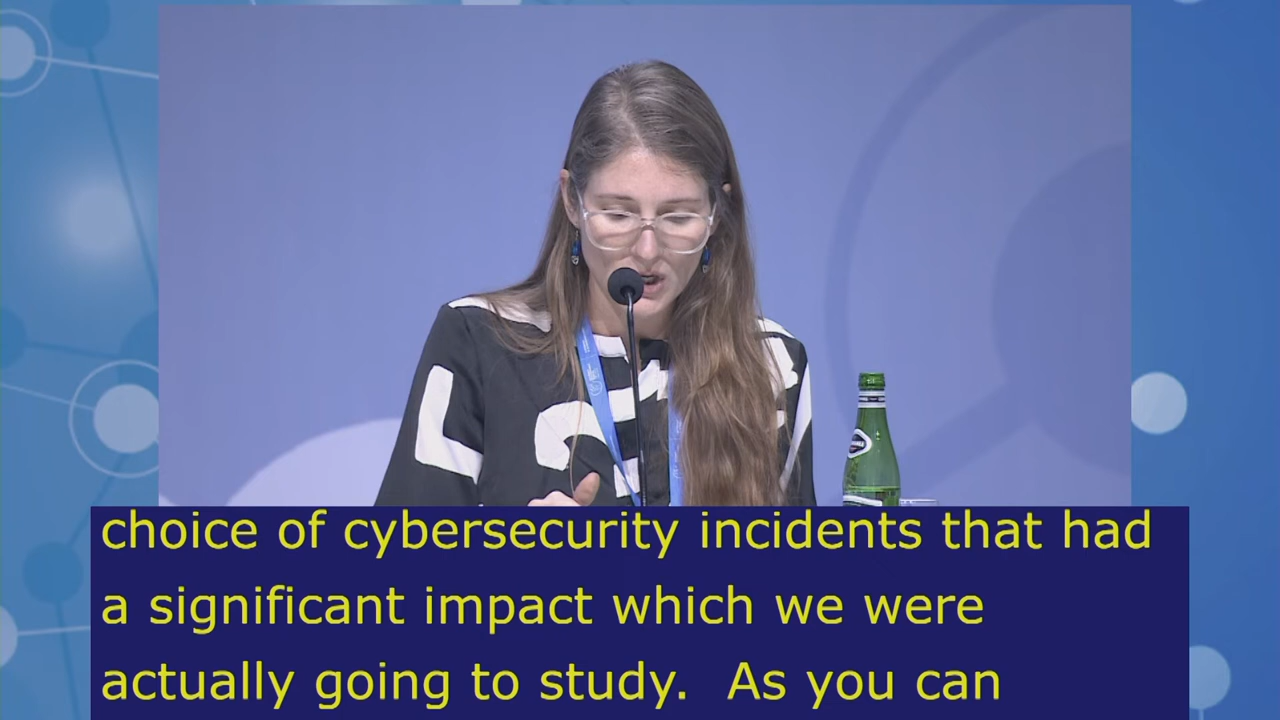 choice of cybersecurity incidents that had
a significant impact which we were
actually going to study.  As you can